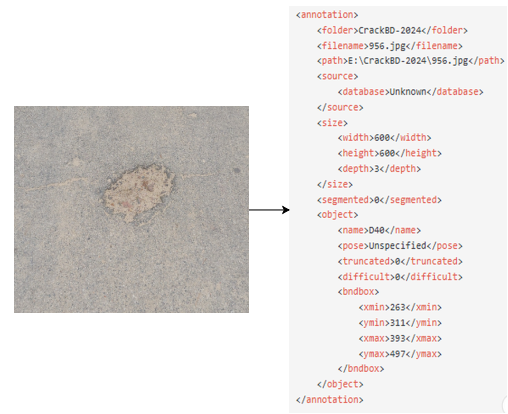 <annotation>
<folder>CrackBD-2024</folder>
<filename>956.jpg</filename>
<path>E:\CrackBD-2024\956.jpg</path>
<source>
<database>Unknown</database>
</source>
<size>
<width>600</width>
<height>600</height>
<depth>3</depth>
</size>
<segmented>0</segmented>
<object>
<name>D40</name>
<pose>Unspecified</pose>
<truncated>0</truncated>
<difficult>0</difficult>
<bndbox>
<xmin>263</xmin>
<ymin>311</ymin>
<xmax>393</xmax>
<ymax>497</ymax>
</bndbox>
</object>
</annotation>